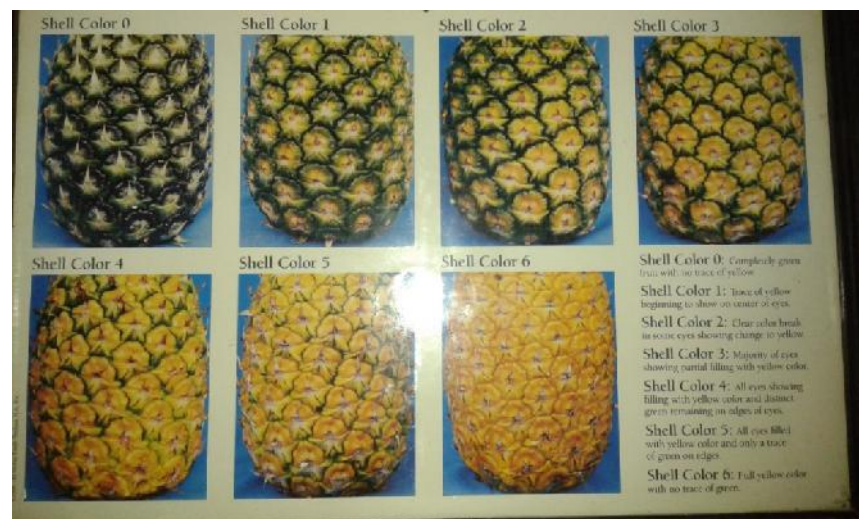 Shell Color 0
Shell Color 1
Shell Color 2
Shell Color 3
Shell Color 4
Shell Color 5
Shell Color 6
Shell Color 0: Completely green
fruit with no trace of yellow
Shell Color 1: Trace of yellow
beginning to show on center of eyes.
Shell Color 2: Clear color break
in some eyes showing change to yellow
Shell Color 3: Majority of eyes
showing partial filling with yellow color.
Shell Color 4: All eyes showing
filling with yellow color and distinct
green remaining on edges of eyes.
Shell Color 5: All eyes filled
with yellow color and only a trace
of green on edges.
Shell Color 6: Full yellow color
with no trace of green.